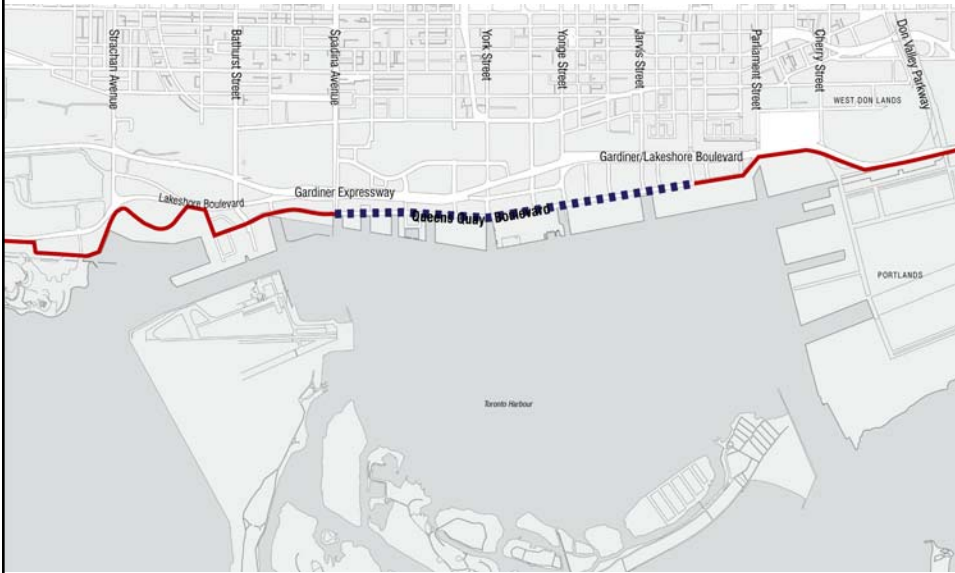 Strachan Avenue
Bathurst Street
Spadina Avenue
York Street
Yonge Street
Jarvis Street
Parliament Street
Cherry Street
Don Valley Parkway
WEST DON LANDS
Gardiner/Lakeshore Boulevard
Gardiner Expressway
Lakeshore Boulevard
Queens Quay Boulevard
PORTLANDS
Toronto Harbour